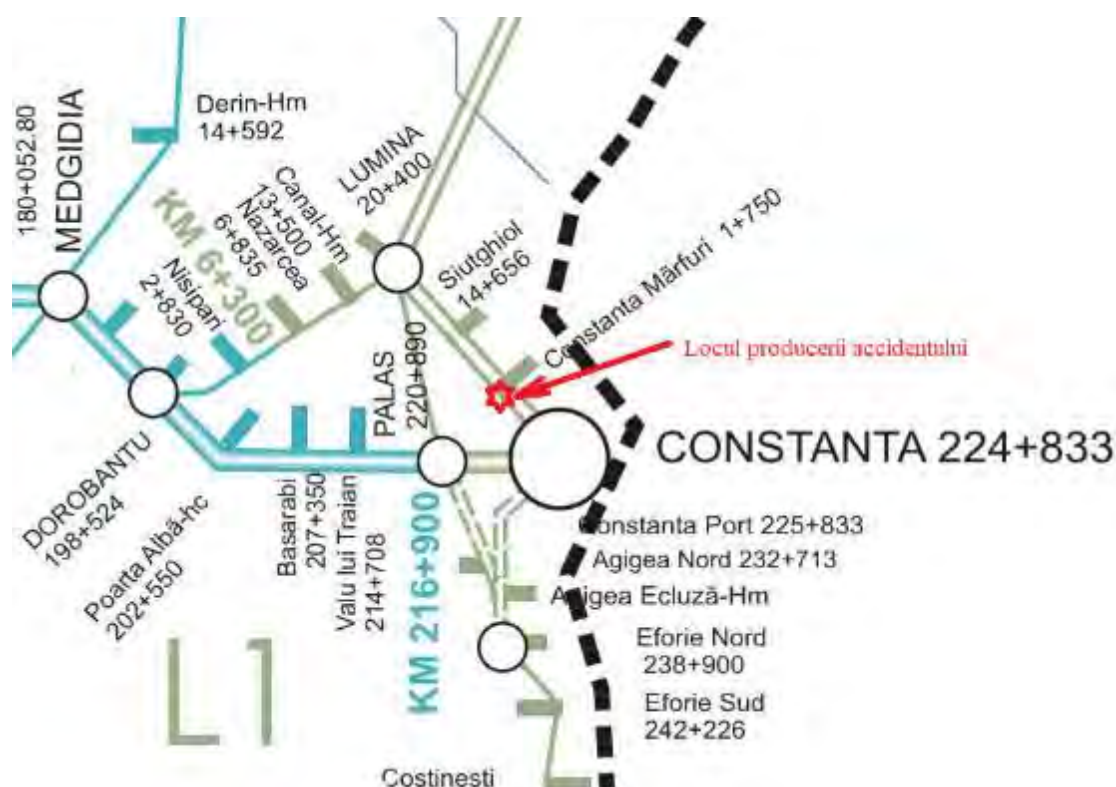 Derin-Hm
14+592
180+052.80
MEDGIDIA
LUMINA
20+400
Canal-Hm
13+500
Nazarcea
6+835
KM 6+300
Nisipari
2+830
Siutghiol
14+656
Constanta Mărfuri 1+750
Locul producerii accidentului
PALAS
220+890
CONSTANTA 224+833
DOROBANTU
198+524
Poarta Albă-hc
202+550
Basarabi
207+350
Valu lui Traian
214+708
KM 216+900
Constanta Port 225+833
Agigea Nord 232+713
Agigea Ecluză-Hm
Eforie Nord
238+900
Eforie Sud
242+226
L1
Costinesti